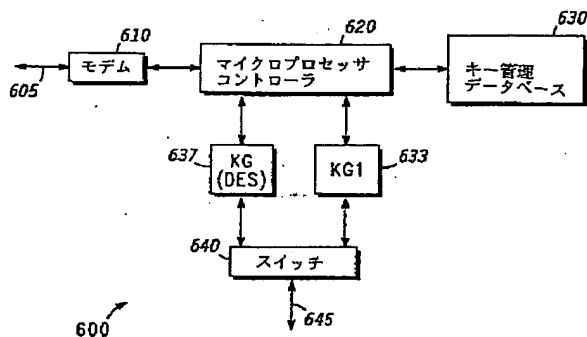 610
モデム
605
620
マイクロプロセッサ
コントローラ
630
キー管理
データベース
637
KG
(DES)
KG1
633
640
スイッチ
645
600